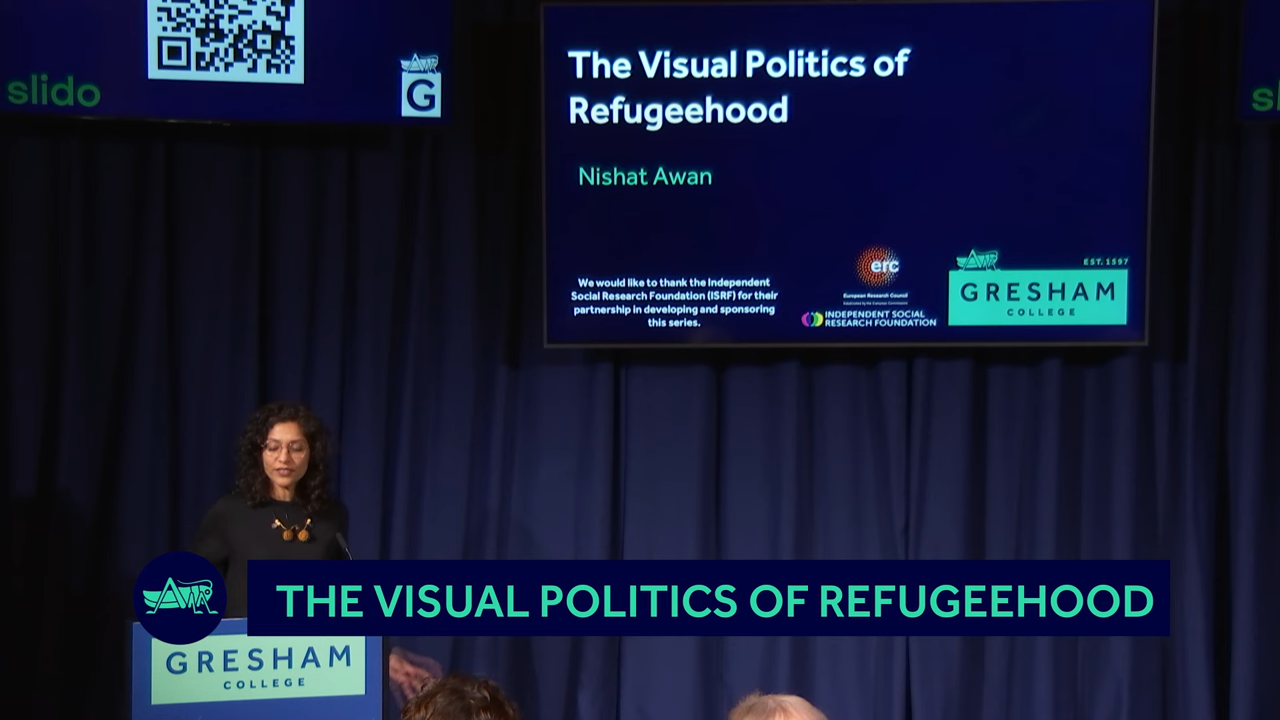 slido
G
The Visual Politics of
Refugeehood
Nishat Awan
We would like to thank the Independent
Social Research Foundation (ISRF) for their
partnership in developing and sponsoring
this series.
erc
European Research Council
INDEPENDENT SOCIAL
RESEARCH FOUNDATION
EST. 1597
GRESHAM
COLLEGE
THE VISUAL POLITICS OF REFUGEEHOOD
GRESHAM
COLLEGE